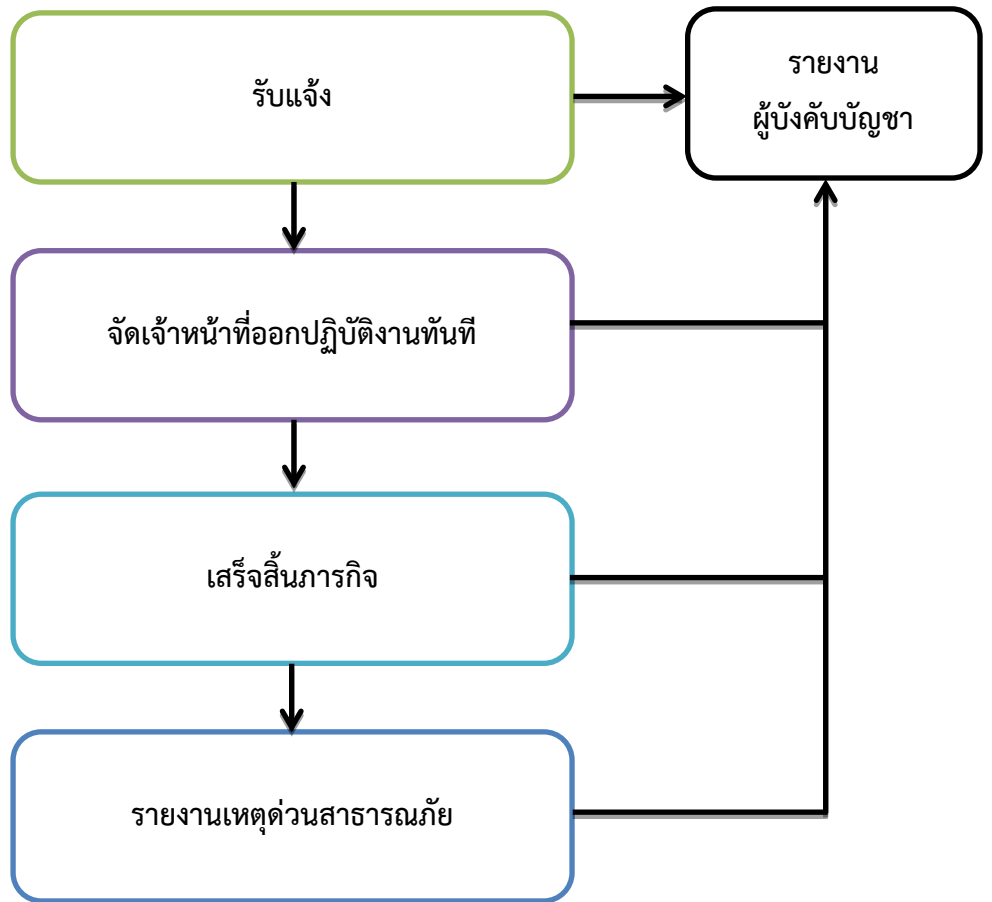 รับแจ้ง
รายงาน
ผู้บังคับบัญชา
จัดเจ้าหน้าที่ออกปฏิบัติงานทันที
เสร็จสิ้นภารกิจ
รายงานเหตุด่วนสาธารณภัย